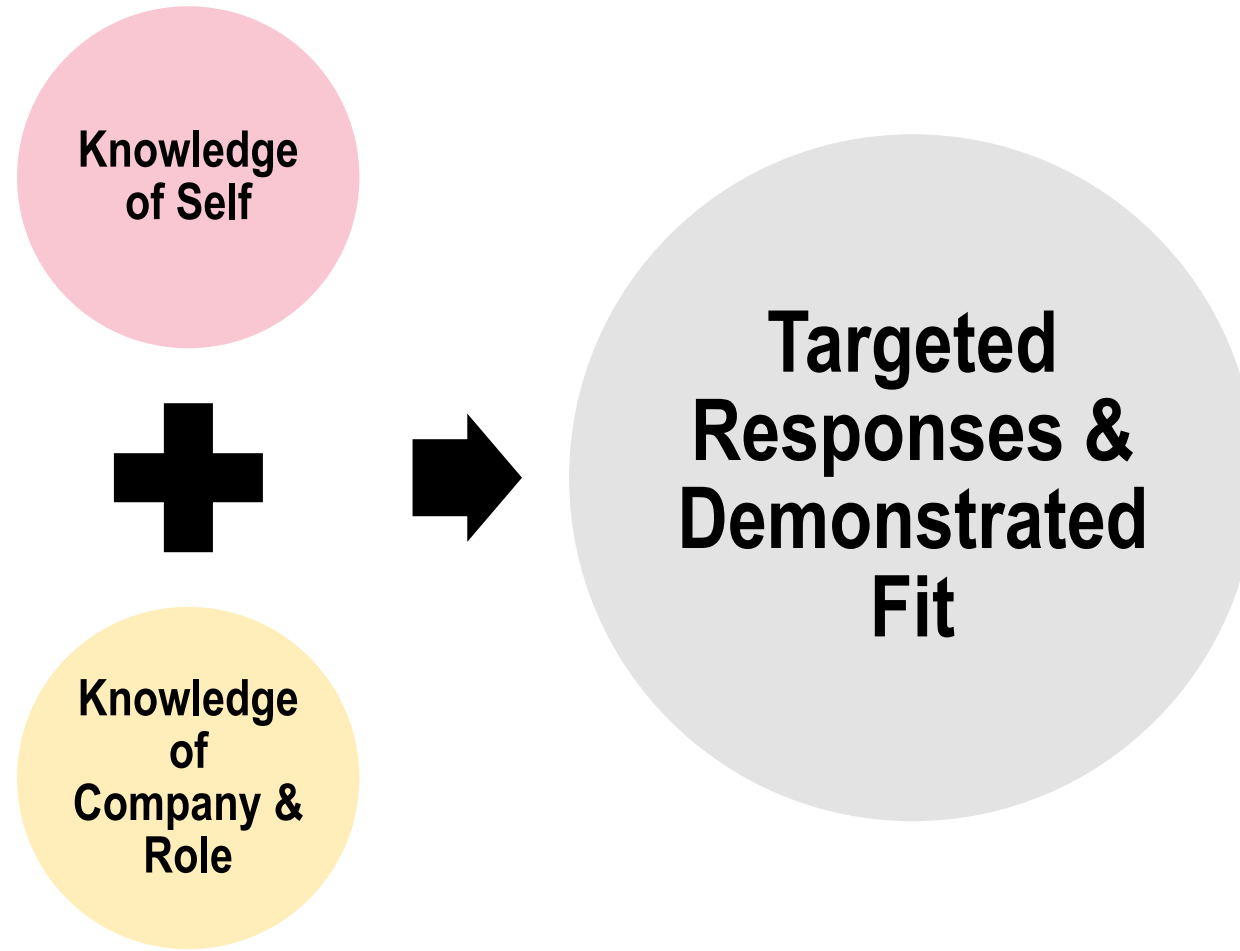 Knowledge
of Self
Knowledge
of
Company &
Role
Targeted
Responses &
Demonstrated
Fit